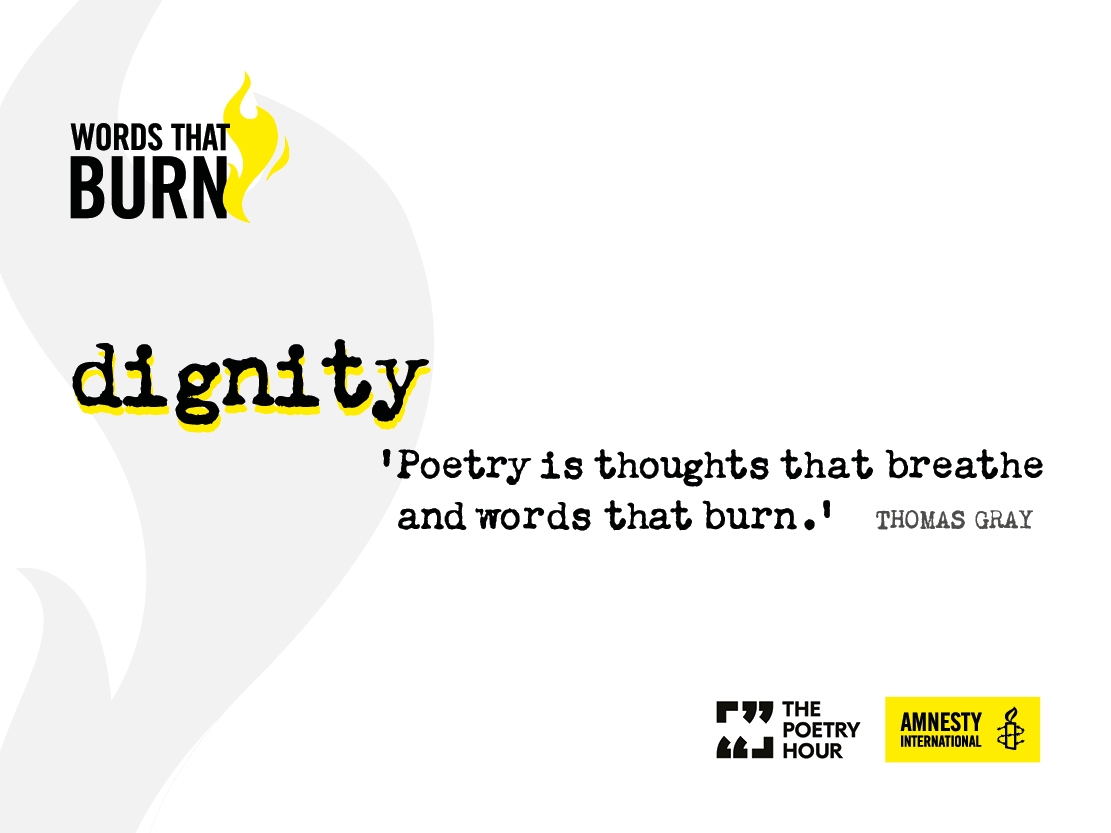 WORDS THAT
BURN
dignity
'Poetry is thoughts that breathe
and words that burn.' THOMAS GRAY
THE
POETRY
HOUR
AMNESTY
INTERNATIONAL